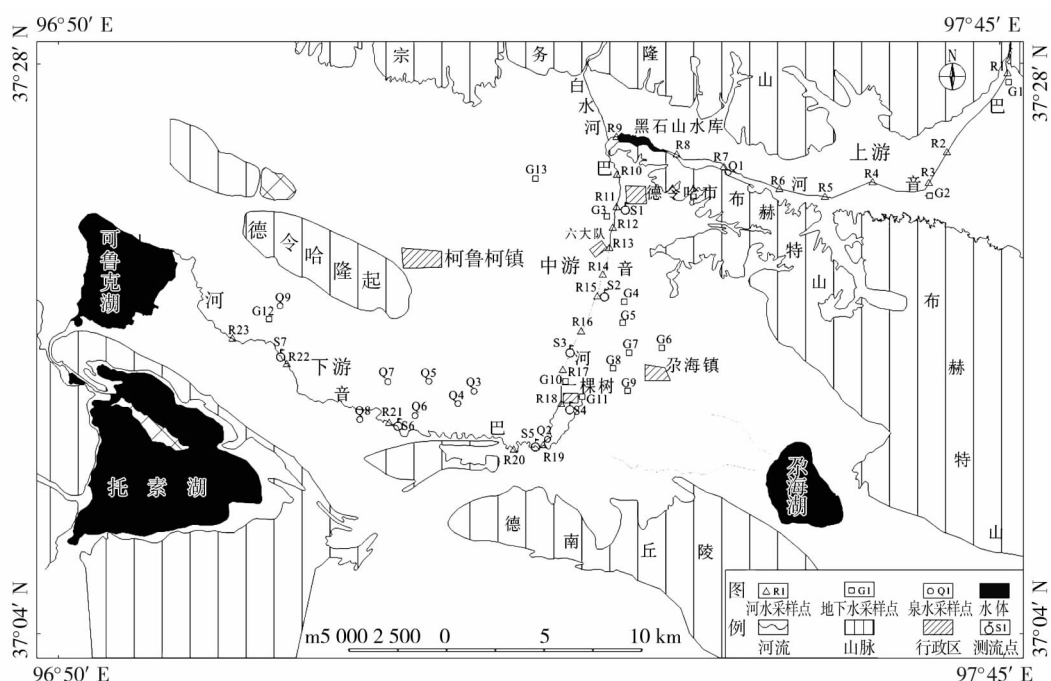 96°50′ E
97°45′ E
37°28′ N
37°28′ N
宗 务 隆 山
N
R1
G1
巴
白水河
R9
黑石山水库
R8
上游
R2
R7
Q1
G13
巴
R10
R6
河
R5
R4
音
R3
G2
德令哈市
布赫特山
R11
S1
G3
R12
六大队
R13
可鲁克湖
德令哈隆起
柯鲁柯镇
中游
音
R14
R15
S2
G4
布赫特山
河
Q9
G12
G5
R23
R16
S7
R22
S3
河
G7
G6
G8
下游
Q7
Q5
Q3
R17
G10
尕海镇
音
Q4
一棵树
G9
R18
G11
Q8
R21
Q6
S6
S4
巴
S5
Q2
R20
R19
托素湖
尕海湖
德南丘陵
图例
R1
G1
Q1
河水采样点
地下水采样点
泉水采样点
水体
S1
河流
山脉
行政区
测流点
m5 000 2 500 0 5 10 km
37°04′ N
37°04′ N
96°50′ E
97°45′ E